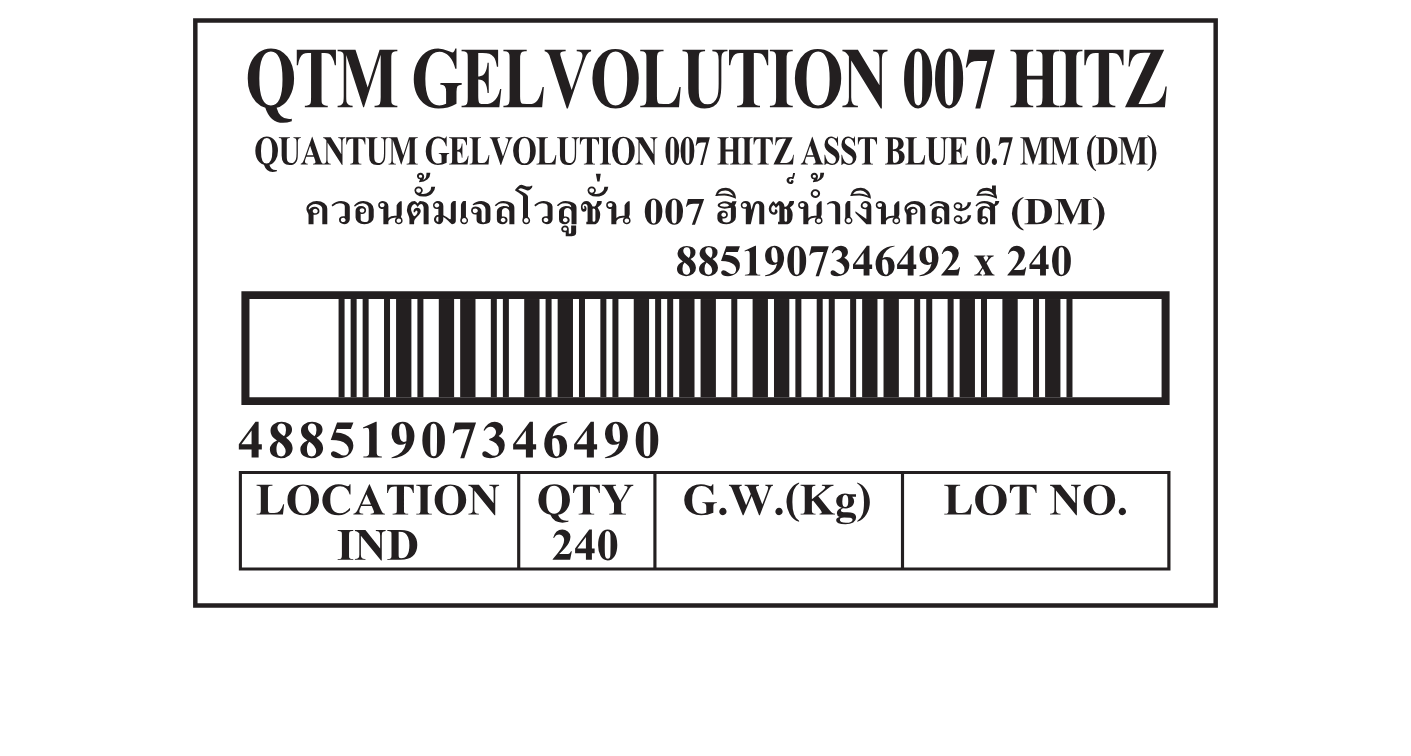 QTM GELVOLUTION 007 HITZ
QUANTUM GELVOLUTION 007 HITZ ASST BLUE 0.7 MM (DM)
ควอนตั้มเจลโวลูชั่น 007 ฮิทซ์น้ำเงินคละสี (DM)
8851907346492 x 240
48851907346490
LOCATION QTY G.W.(Kg) LOT NO.
IND 240